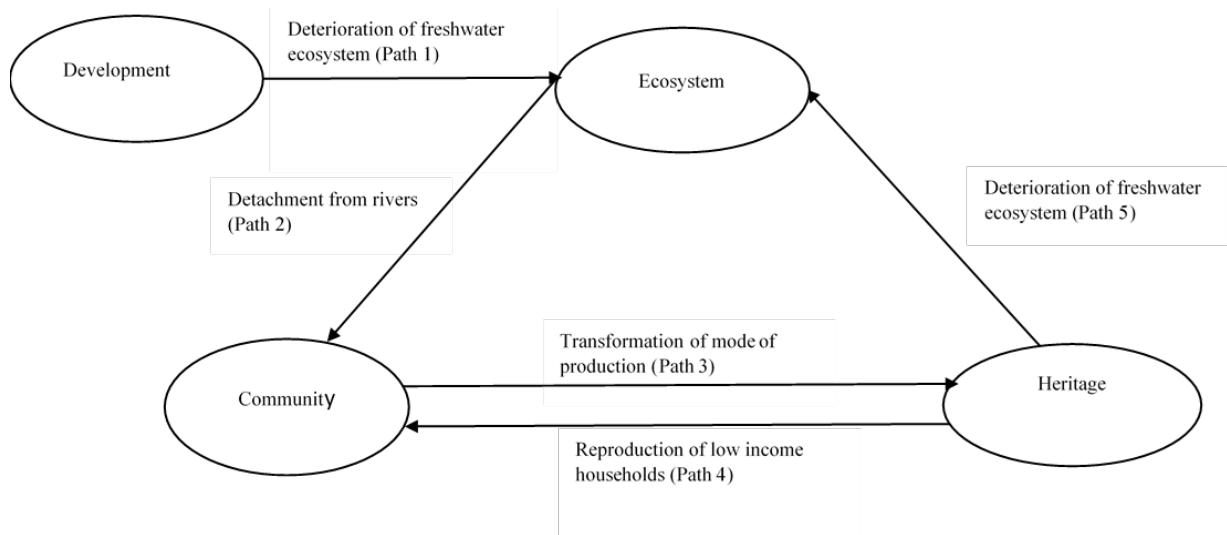 Deterioration of freshwater
ecosystem (Path 1)
Development
Ecosystem
Detachment from rivers
(Path 2)
Deterioration of freshwater
ecosystem (Path 5)
Transformation of mode of
production (Path 3)
Community
Heritage
Reproduction of low income
households (Path 4)